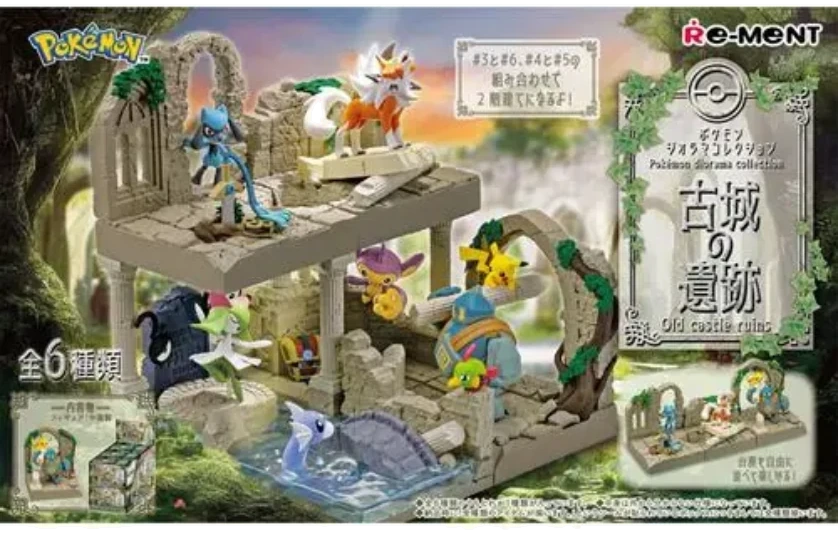 Pokémon
Re-MeNT
#3と#6、#4と#5の
組み合わせで
2階建てになるよ!
ポケモン
ジオラマコレクション
Pokémon diorama collection
古城
の
遺跡
Old castle ruins
全6種類
内容物
台座を自由に
並べて楽しめる!